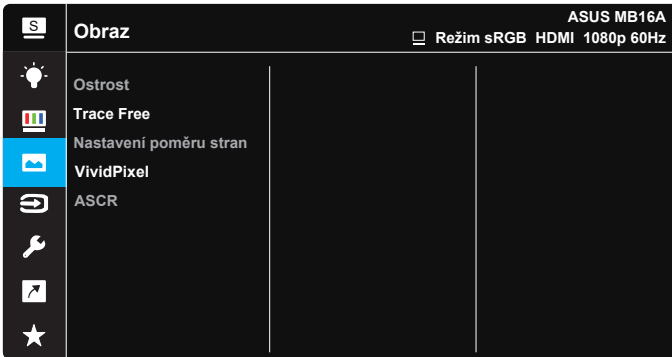 S
Obraz
ASUS MB16A
Režim sRGB HDMI 1080p 60Hz
Ostrost
Trace Free
Nastavení poměru stran
VividPixel
ASCR